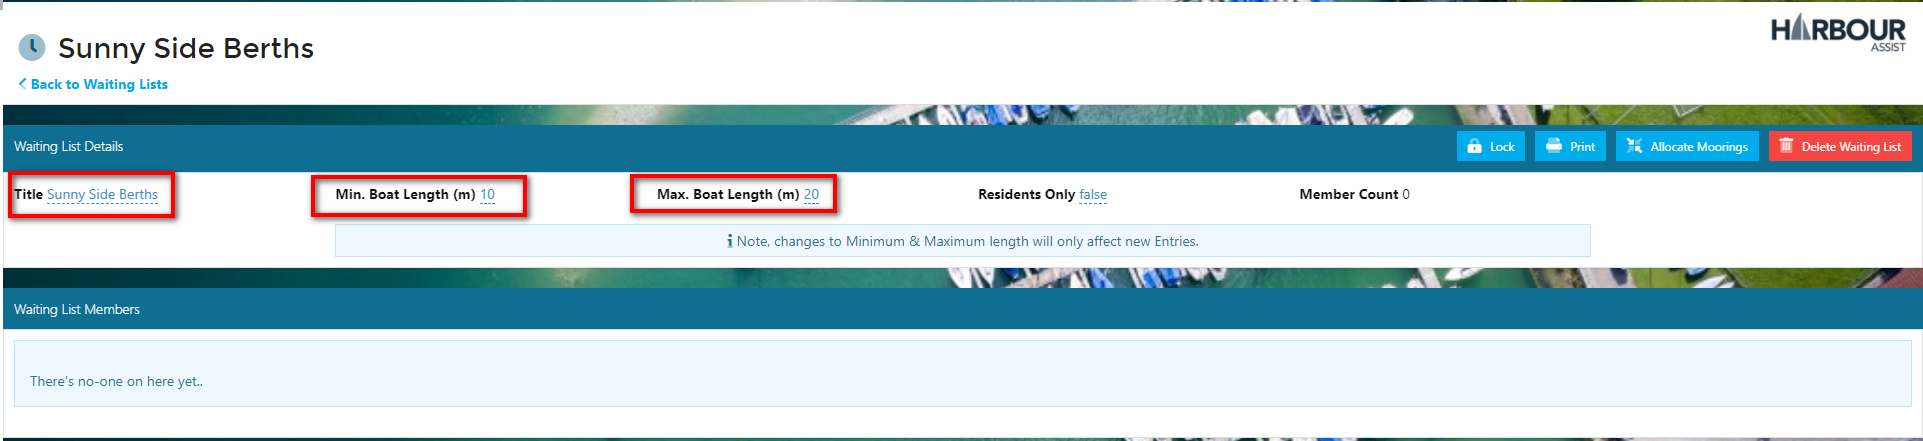 Sunny Side Berths
HARBOUR
ASSIST
Back to Waiting Lists
Waiting List Details
Lock
Print
Allocate Moorings
Delete Waiting List
Title Sunny Side Berths
Min. Boat Length (m) 10
Max. Boat Length (m) 20
Residents Only false
Member Count 0
Note, changes to Minimum & Maximum length will only affect new Entries.
Waiting List Members
There's no-one on here yet..